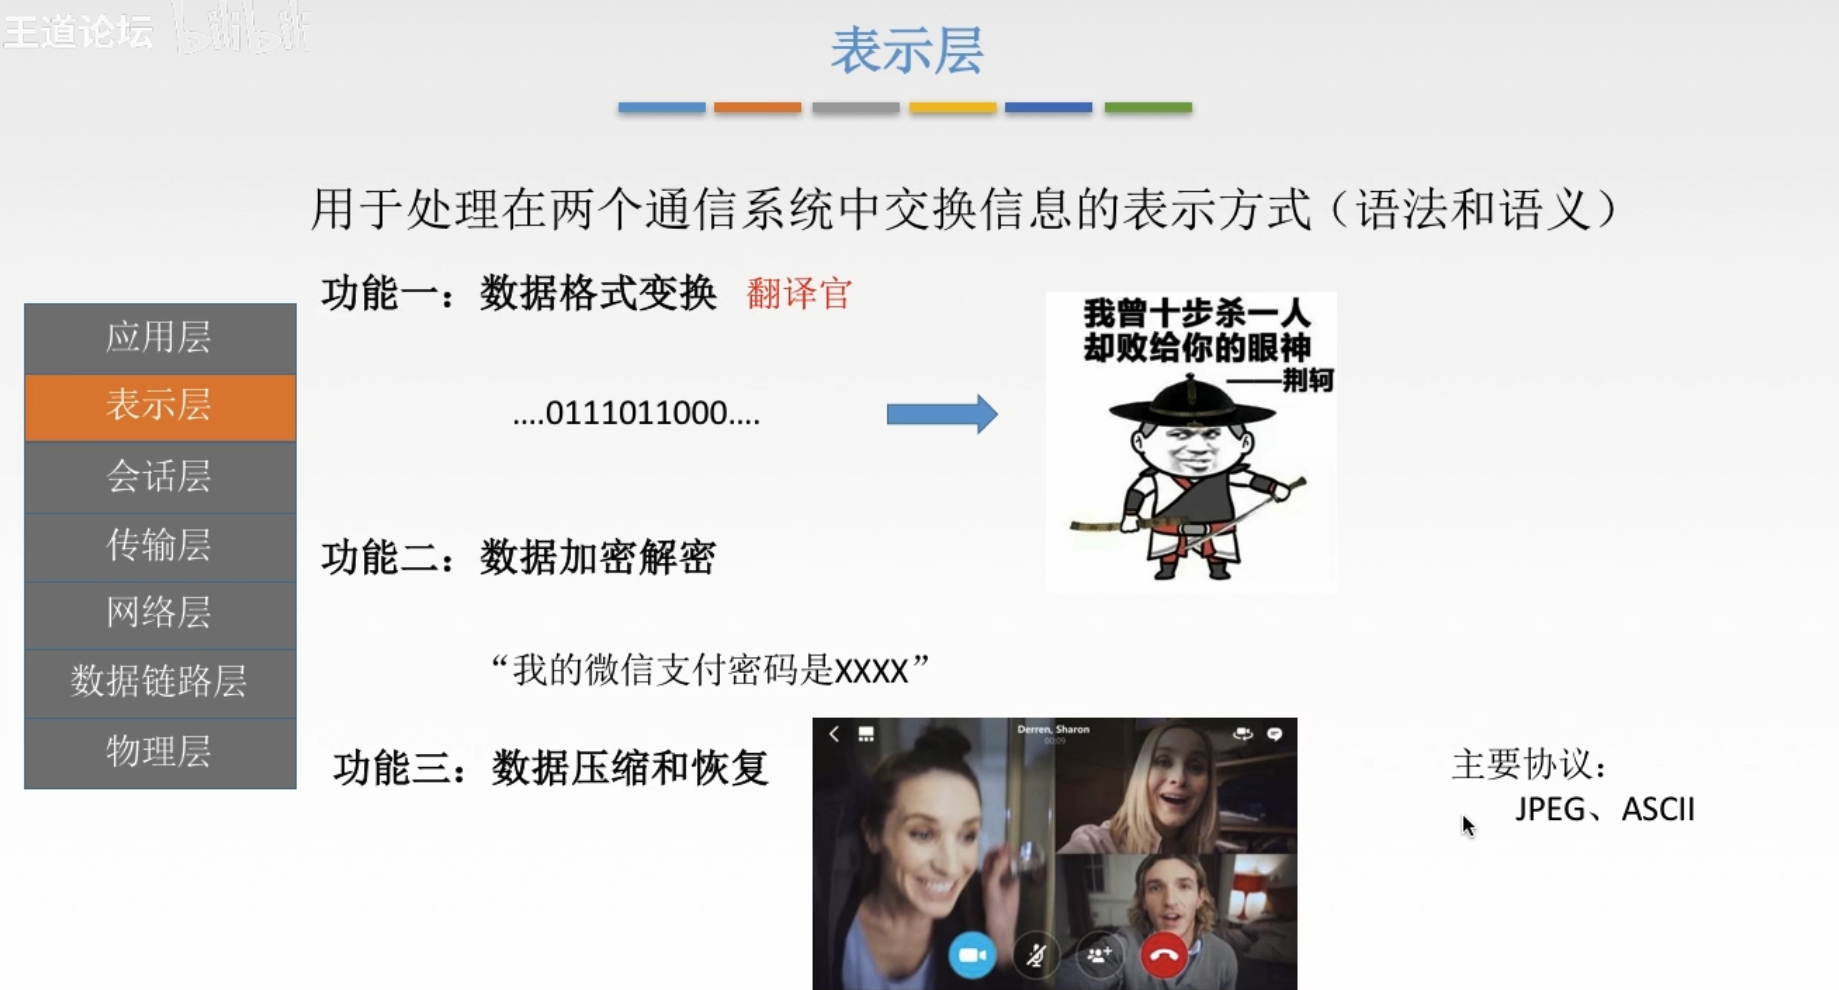 王道论坛 bilibili
表示层
用于处理在两个通信系统中交换信息的表示方式（语法和语义）
功能一：数据格式变换 翻译官
....0111011000....
我曾十步杀一人
却败给你的眼神
——荆轲
功能二：数据加密解密
“我的微信支付密码是XXXX”
功能三：数据压缩和恢复
Derren, Sharon
00:09
主要协议：
JPEG、ASCII
应用层
表示层
会话层
传输层
网络层
数据链路层
物理层